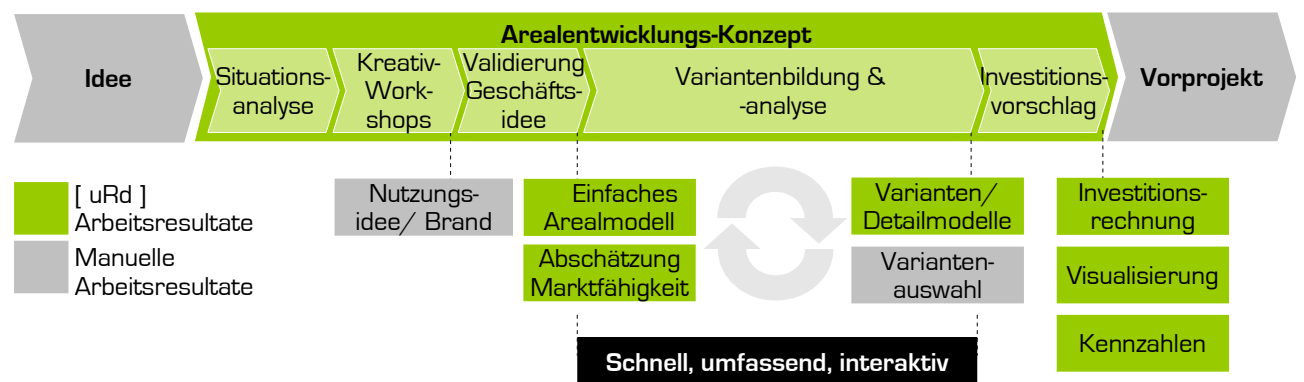 Arealentwicklungs-Konzept
Idee
Situations-
analyse
Kreativ-
Work-
shops
Validierung
Geschäfts-
idee
Variantenbildung &
-analyse
Investitions-
vorschlag
Vorprojekt
[ uRd ]
Arbeitsresultate
Manuelle
Arbeitsresultate
Nutzungs-
idee/ Brand
Einfaches
Arealmodell
Abschätzung
Marktfähigkeit
Varianten/
Detailmodelle
Varianten-
auswahl
Investitions-
rechnung
Visualisierung
Kennzahlen
Schnell, umfassend, interaktiv